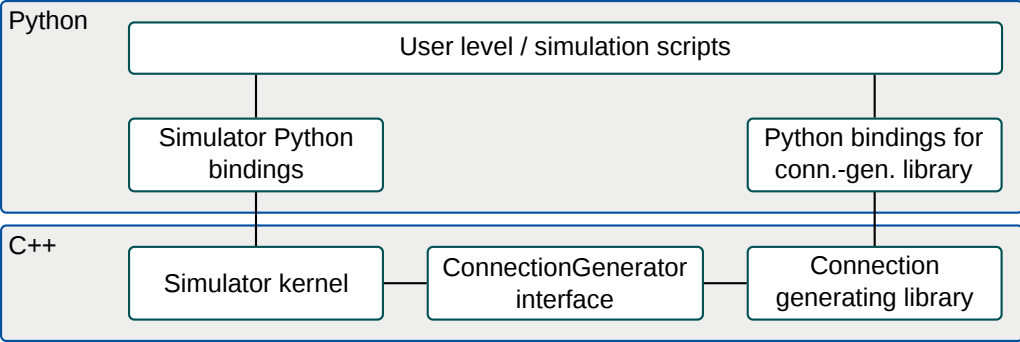 Python
User level / simulation scripts
Simulator Python
bindings
Python bindings for
conn.-gen. library
C++
Simulator kernel
ConnectionGenerator
interface
Connection
generating library